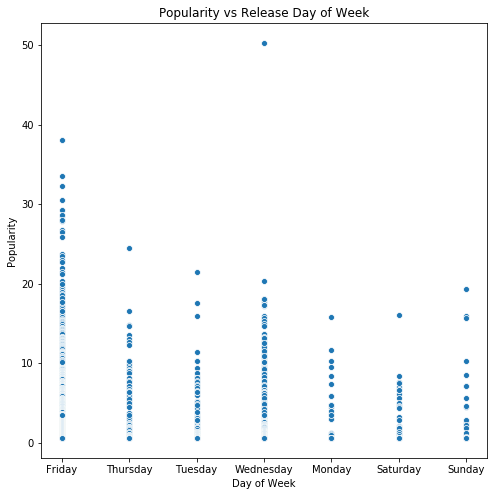 Popularity vs Release Day of Week
Popularity
50
40
30
20
10
0
Friday Thursday Tuesday Wednesday Monday Saturday Sunday
Day of Week